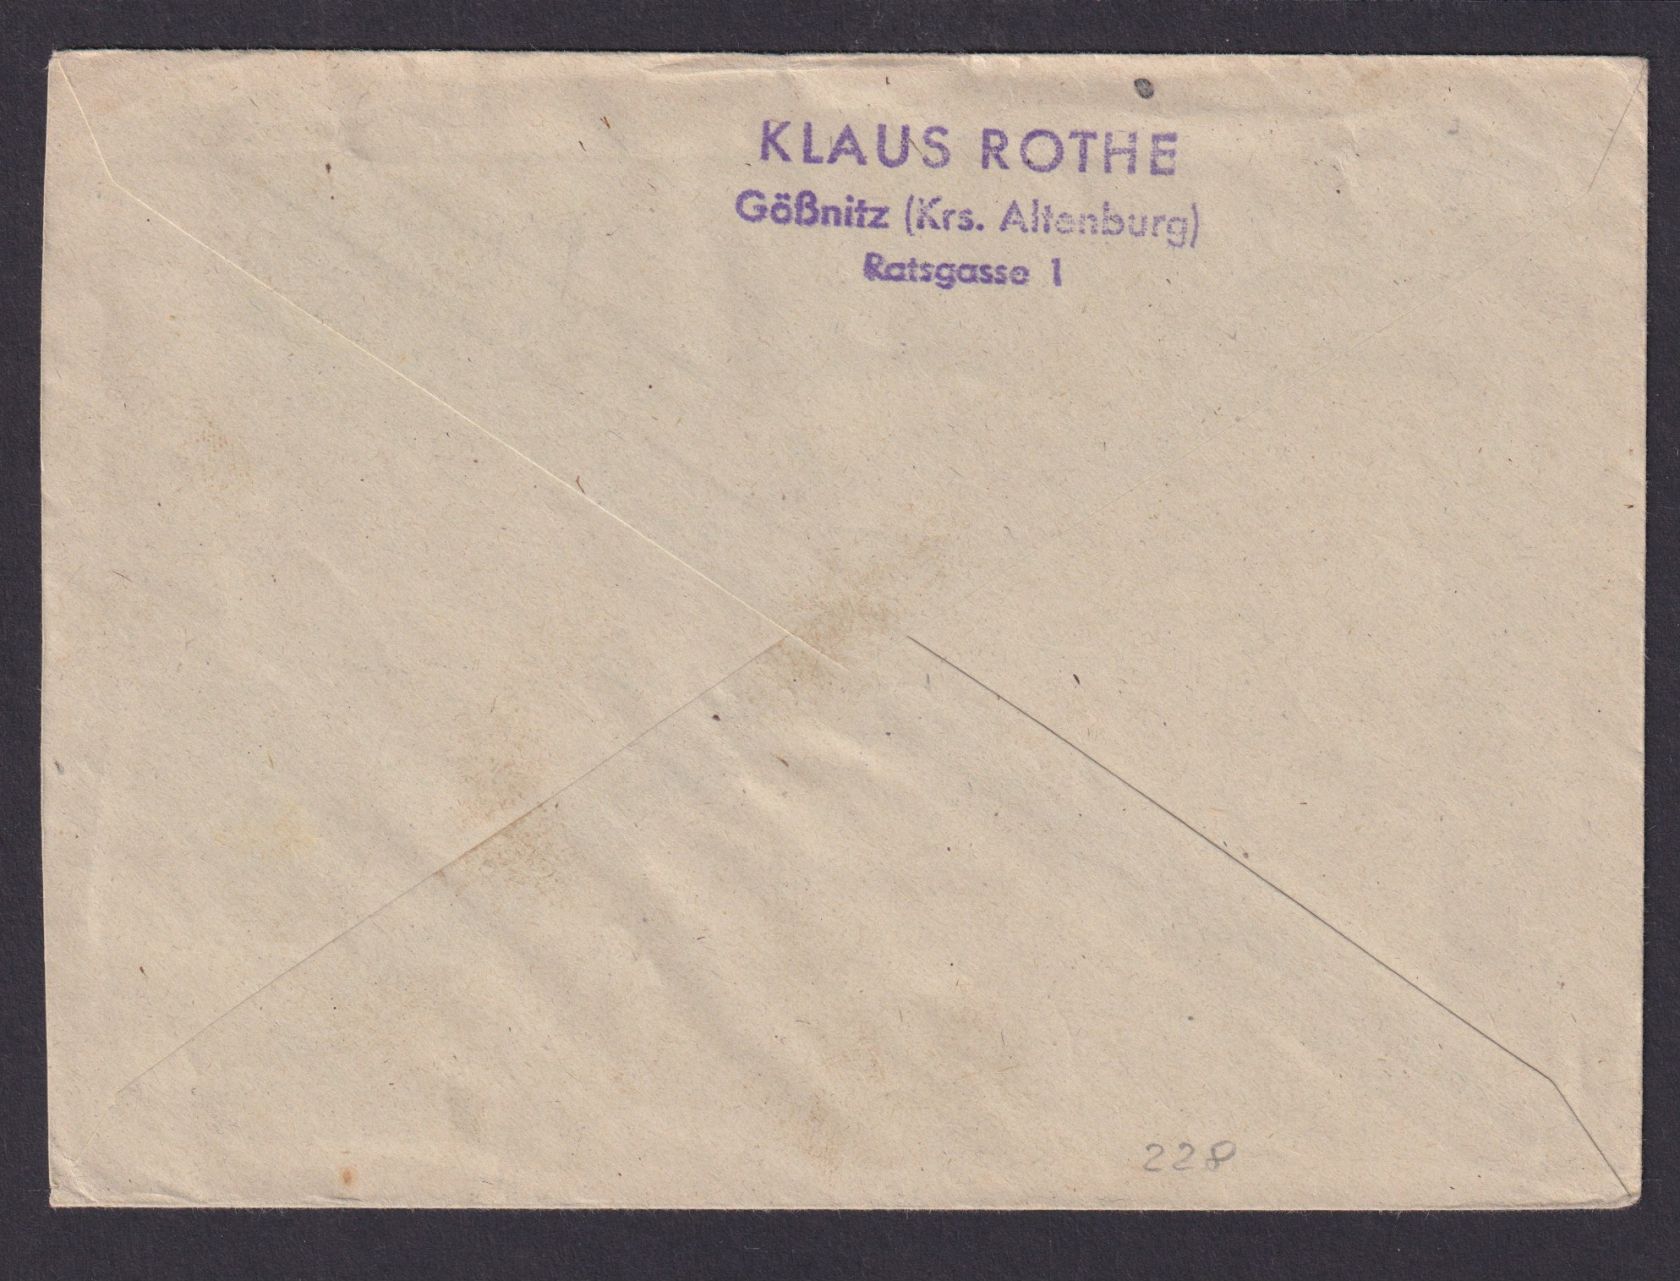 KLAUS ROTHE
Gößnitz (Krs. Altenburg)
Ratsgasse 1
228